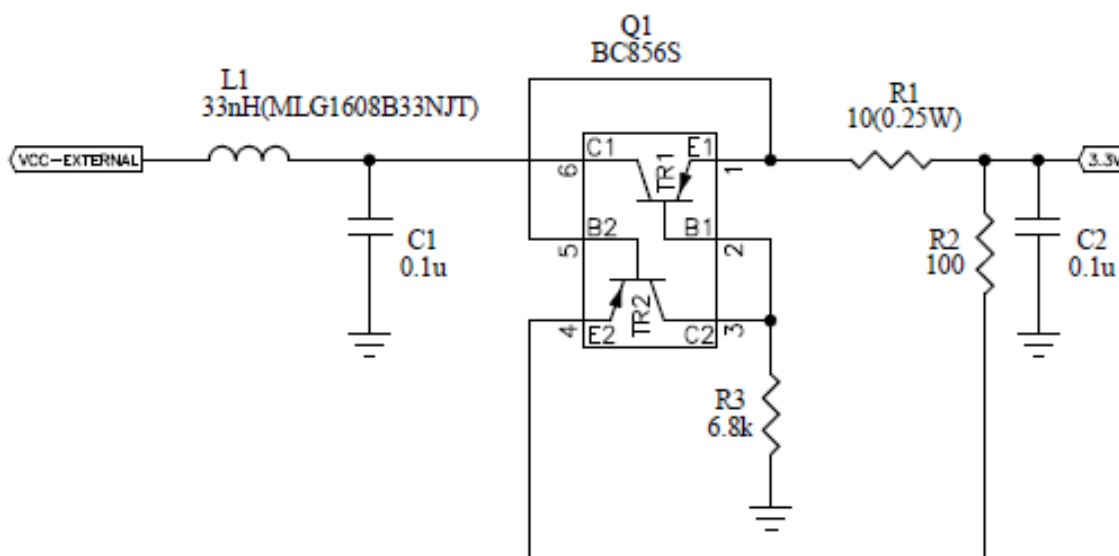 Q1
BC856S
L1
33nH(MLG1608B33NJT)
R1
10(0.25W)
VCC-EXTERNAL
C1
E1
3.3V
6
TR1
1
B2
B1
C1
0.1u
5
2
R2
100
C2
0.1u
TR2
4
E2
C2
3
R3
6.8k